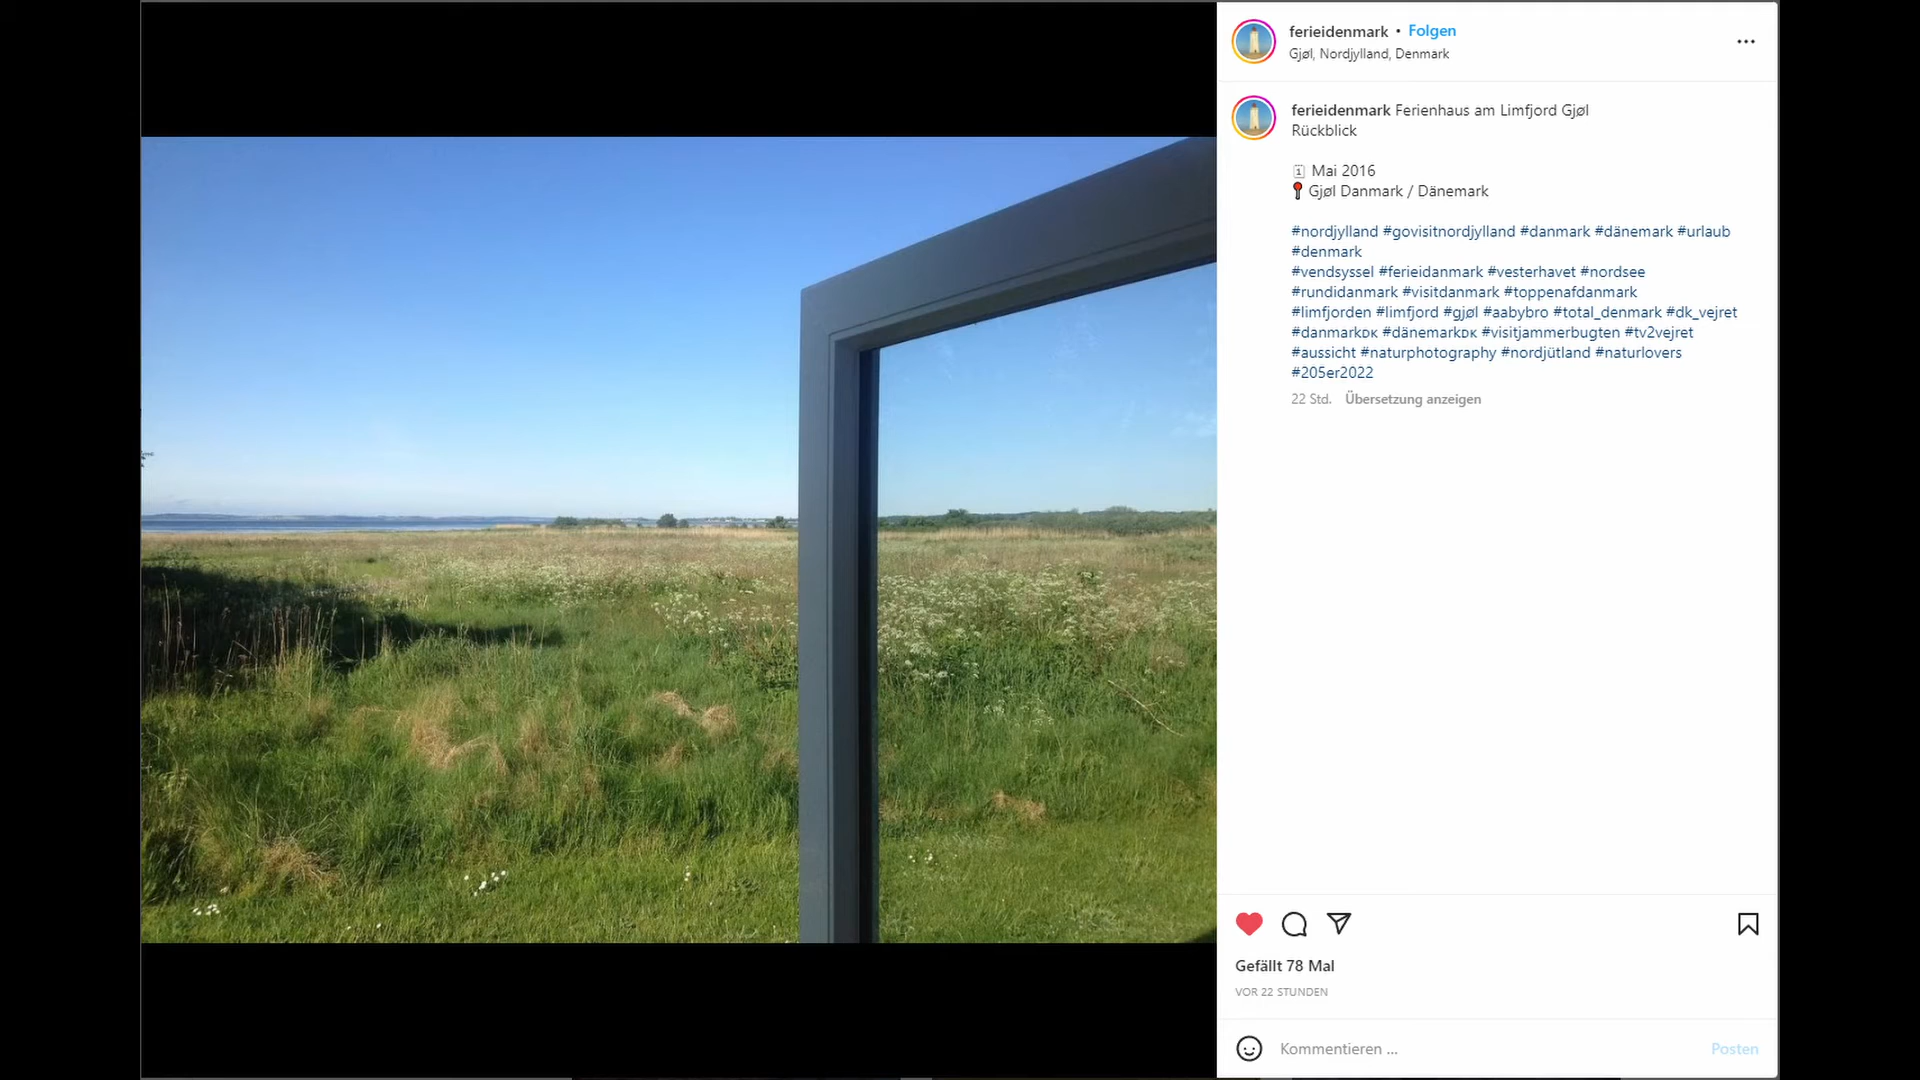 ferieidenmark • Folgen
Gjøl, Nordjylland, Denmark
ferieidenmark Ferienhaus am Limfjord Gjøl
Rückblick
Mai 2016
Gjøl Danmark / Dänemark
#nordjylland #govisitnordjylland #danmark #dänemark #urlaub
#denmark
#vendsyssel #ferieidanmark #vesterhavet #nordsee
#rundidanmark #visitdanmark #toppenafdanmark
#limfjorden #limfjord #gjøl #aabybro #total_denmark #dk_vejret
#danmarkᴅᴋ #dänemarkᴅᴋ #visitjammerbugten #tv2vejret
#aussicht #naturphotography #nordjütland #naturlovers
#205er2022
22 Std. Übersetzung anzeigen
Gefällt 78 Mal
VOR 22 STUNDEN
Kommentieren ... Posten